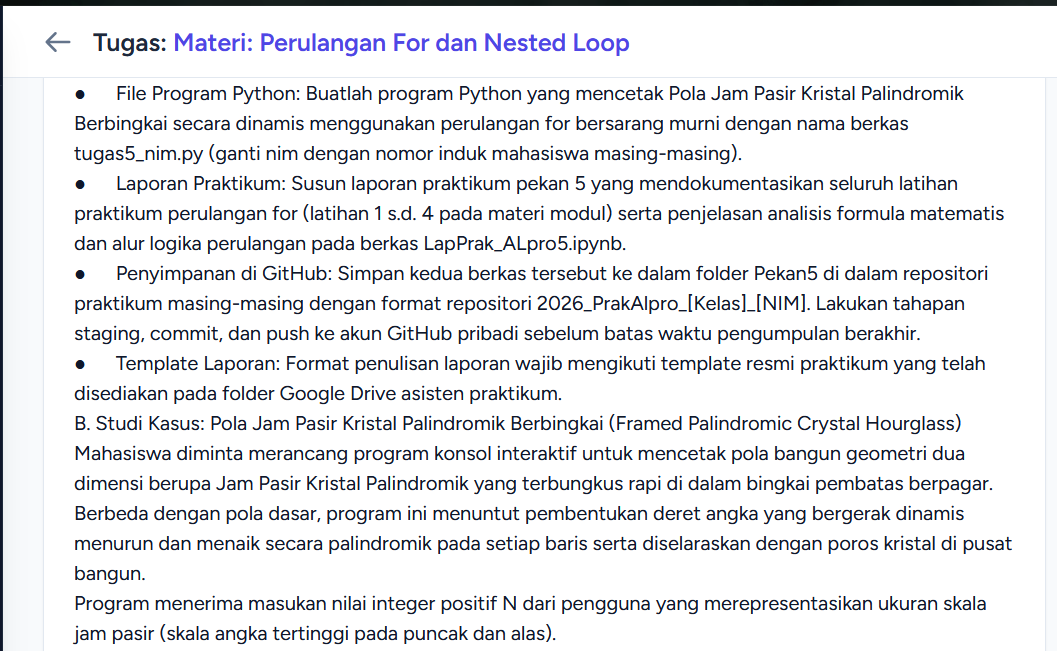 Tugas: Materi: Perulangan For dan Nested Loop
● File Program Python: Buatlah program Python yang mencetak Pola Jam Pasir Kristal Palindromik
Berbingkai secara dinamis menggunakan perulangan for bersarang murni dengan nama berkas
tugas5_nim.py (ganti nim dengan nomor induk mahasiswa masing-masing).
● Laporan Praktikum: Susun laporan praktikum pekan 5 yang mendokumentasikan seluruh latihan
praktikum perulangan for (latihan 1 s.d. 4 pada materi modul) serta penjelasan analisis formula matematis
dan alur logika perulangan pada berkas LapPrak_ALpro5.ipynb.
● Penyimpanan di GitHub: Simpan kedua berkas tersebut ke dalam folder Pekan5 di dalam repositori
praktikum masing-masing dengan format repositori 2026_PrakAlpro_[Kelas]_[NIM]. Lakukan tahapan
staging, commit, dan push ke akun GitHub pribadi sebelum batas waktu pengumpulan berakhir.
● Template Laporan: Format penulisan laporan wajib mengikuti template resmi praktikum yang telah
disediakan pada folder Google Drive asisten praktikum.
B. Studi Kasus: Pola Jam Pasir Kristal Palindromik Berbingkai (Framed Palindromic Crystal Hourglass)
Mahasiswa diminta merancang program konsol interaktif untuk mencetak pola bangun geometri dua
dimensi berupa Jam Pasir Kristal Palindromik yang terbungkus rapi di dalam bingkai pembatas berpagar.
Berbeda dengan pola dasar, program ini menuntut pembentukan deret angka yang bergerak dinamis
menurun dan menaik secara palindromik pada setiap baris serta diselaraskan dengan poros kristal di pusat
bangun.
Program menerima masukan nilai integer positif N dari pengguna yang merepresentasikan ukuran skala
jam pasir (skala angka tertinggi pada puncak dan alas).